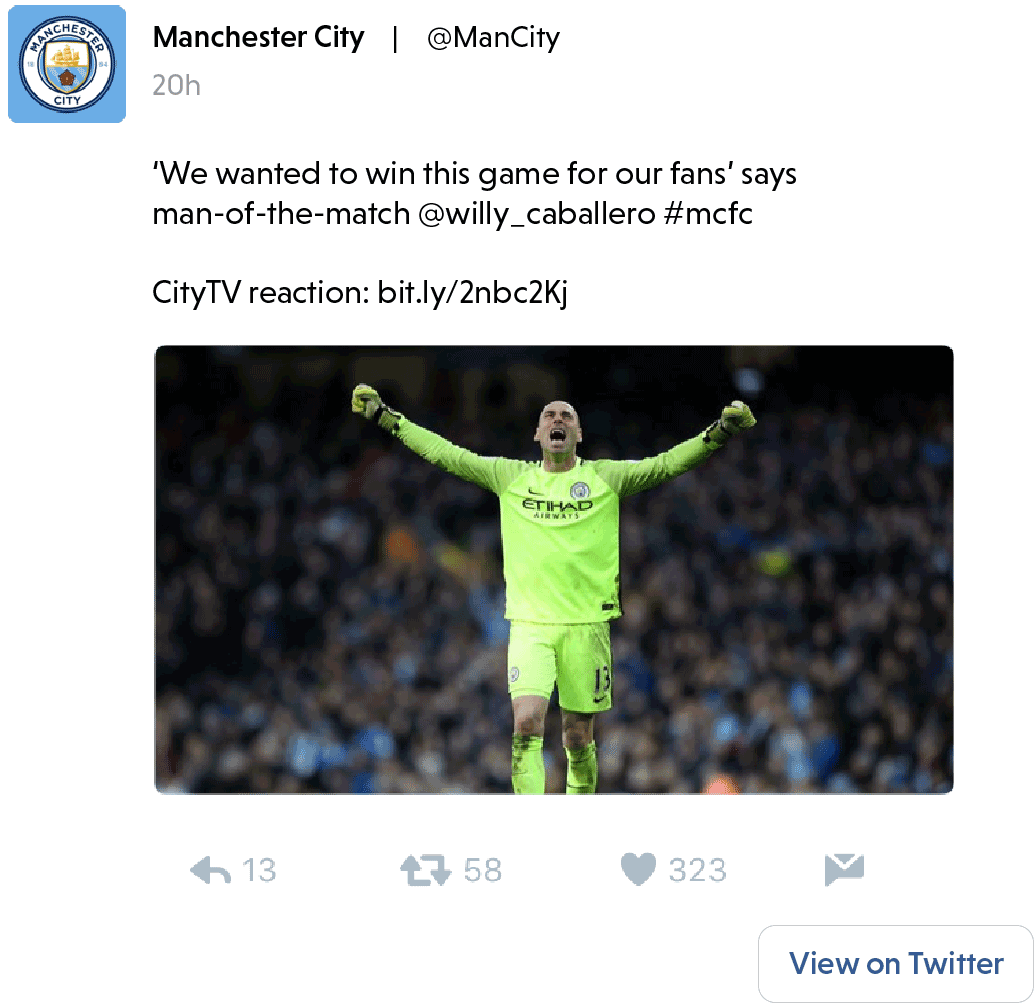 MANCHESTER
18 94
CITY
Manchester City | @ManCity
20h
‘We wanted to win this game for our fans’ says
man-of-the-match @willy_caballero #mcfc
CityTV reaction: bit.ly/2nbc2Kj
ETIHAD
AIRWAYS
13
13 58 323
View on Twitter